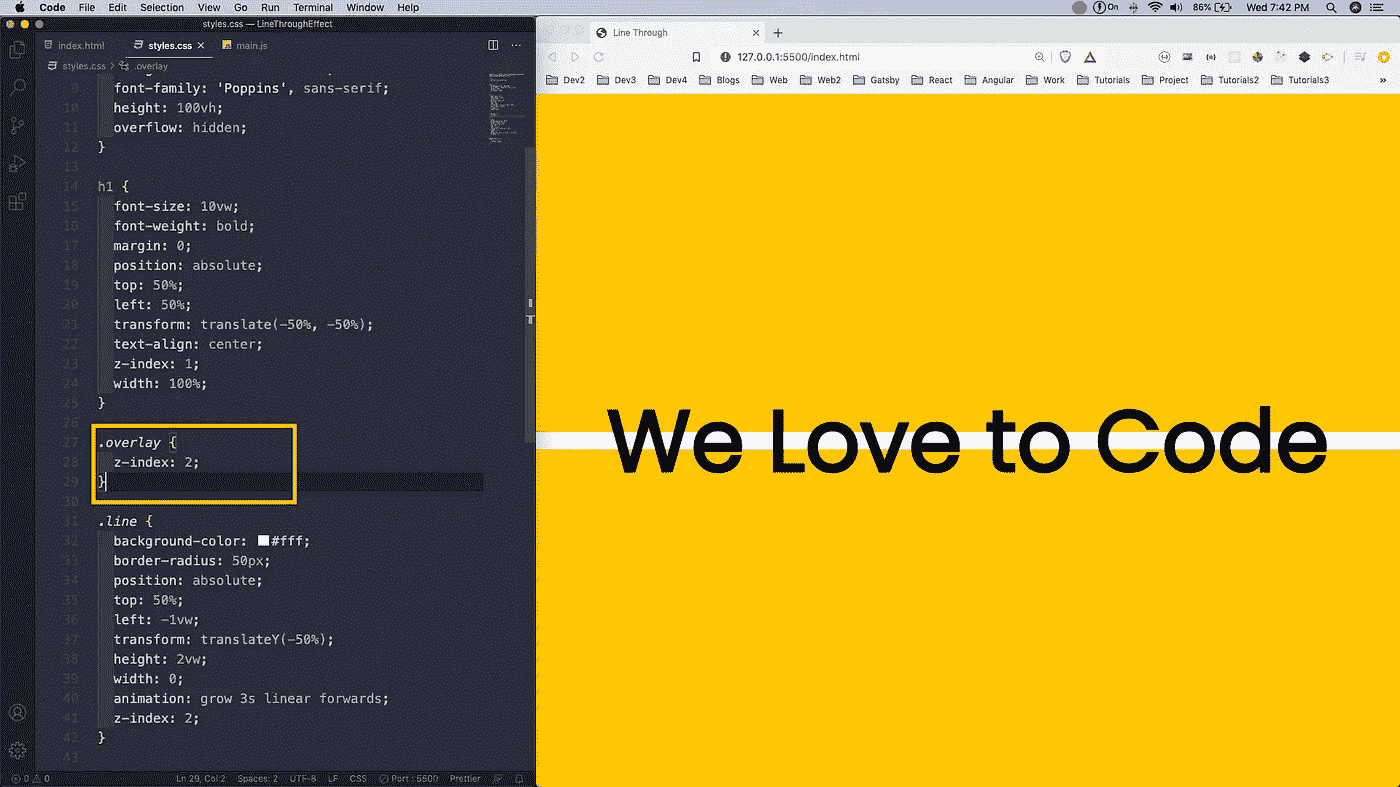 Code File Edit Selection View Go Run Terminal Window Help
On 86% Wed 7:42 PM
styles.css — LineThroughEffect
index.html styles.css main.js
styles.css > .overlay
9 font-family: 'Poppins', sans-serif;
10 height: 100vh;
11 overflow: hidden;
12 }
13
14 h1 {
15 font-size: 10vw;
16 font-weight: bold;
17 margin: 0;
18 position: absolute;
19 top: 50%;
20 left: 50%;
21 transform: translate(-50%, -50%);
22 text-align: center;
23 z-index: 1;
24 width: 100%;
25 }
26
27 .overlay {
28 z-index: 2;
29 }
30
31 .line {
32 background-color: #fff;
33 border-radius: 50px;
34 position: absolute;
35 top: 50%;
36 left: -1vw;
37 transform: translateY(-50%);
38 height: 2vw;
39 width: 0;
40 animation: grow 3s linear forwards;
41 z-index: 2;
42 }
43
0 0 Ln 29, Col 2 Spaces: 2 UTF-8 LF CSS Port : 5500 Prettier
Line Through
127.0.0.1:5500/index.html
Dev2 Dev3 Dev4 Blogs Web Web2 Gatsby React Angular Work Tutorials Project Tutorials2 Tutorials3 »
We Love to Code